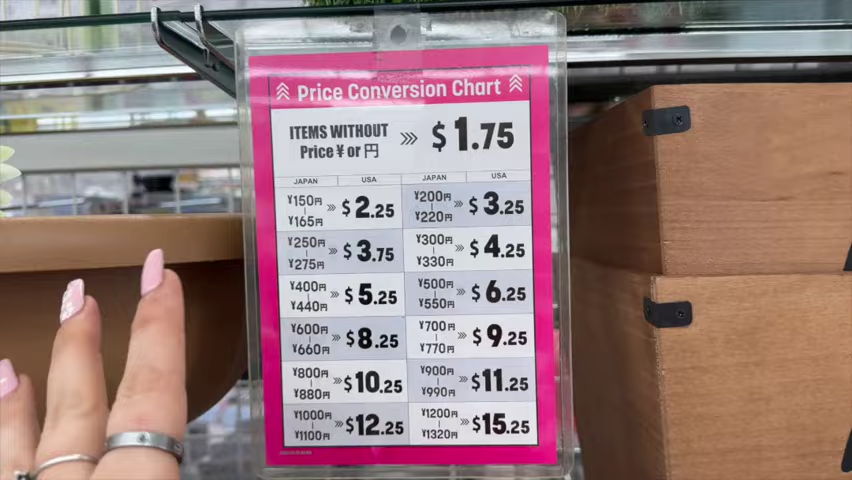 Price Conversion Chart
ITEMS WITHOUT
Price ¥ or 円
$1.75
JAPAN USA JAPAN USA
¥150円
¥165円
$2.25
¥200円
¥220円
$3.25
¥250円
¥275円
$3.75
¥300円
¥330円
$4.25
¥400円
¥440円
$5.25
¥500円
¥550円
$6.25
¥600円
¥660円
$8.25
¥700円
¥770円
$9.25
¥800円
¥880円
$10.25
¥900円
¥990円
$11.25
¥1000円
¥1100円
$12.25
¥1200円
¥1320円
$15.25